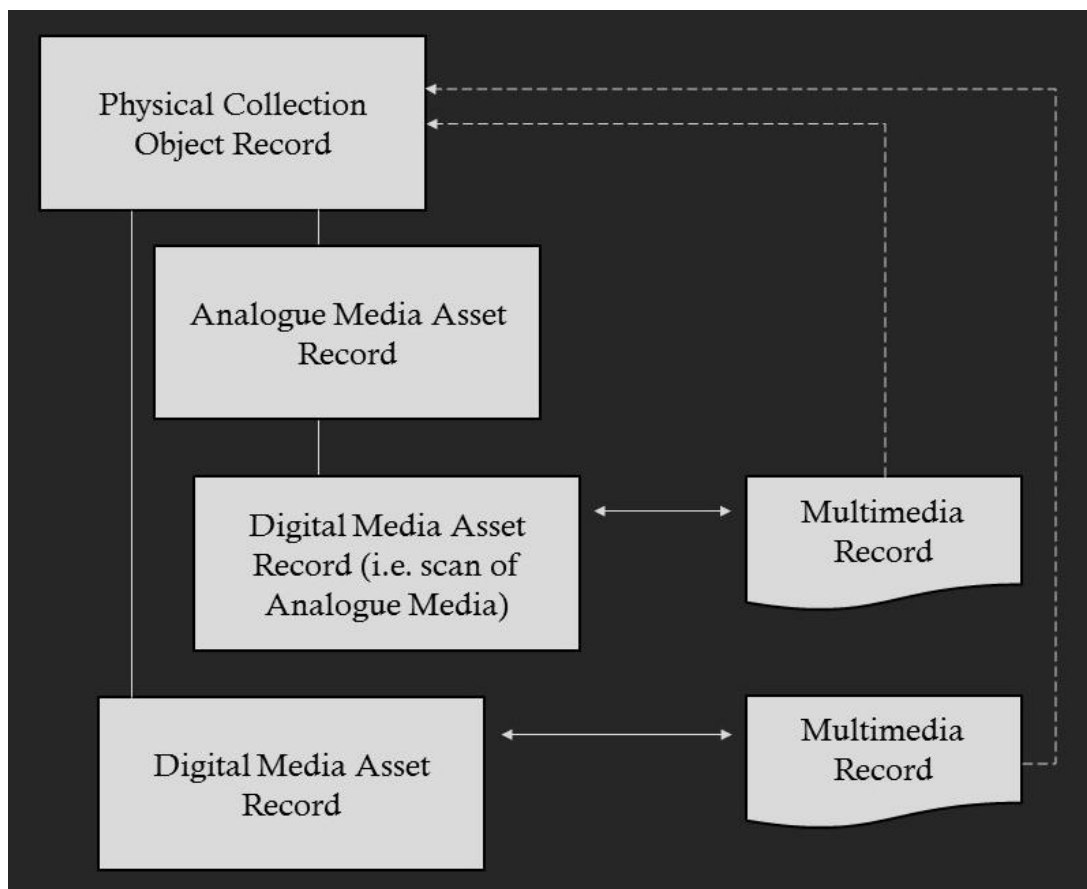 Physical Collection
Object Record
Analogue Media Asset
Record
Digital Media Asset
Record (i.e. scan of
Analogue Media)
Multimedia
Record
Digital Media Asset
Record
Multimedia
Record